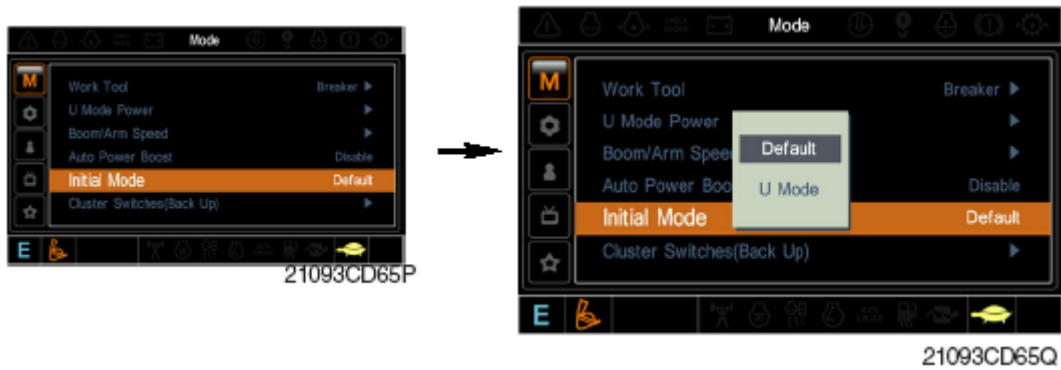 Mode
M
Work Tool Breaker
U Mode Power
Boom/Arm Speed
Auto Power Boost Disable
Initial Mode Default
Cluster Switches(Back Up)
E
21093CD65P
CHECK ENGINE
Mode
M
Work Tool Breaker
U Mode Power
Boom/Arm Spee
Auto Power Boo Disable
Initial Mode Default
Cluster Switches(Back Up)
Default
U Mode
E
21093CD65Q